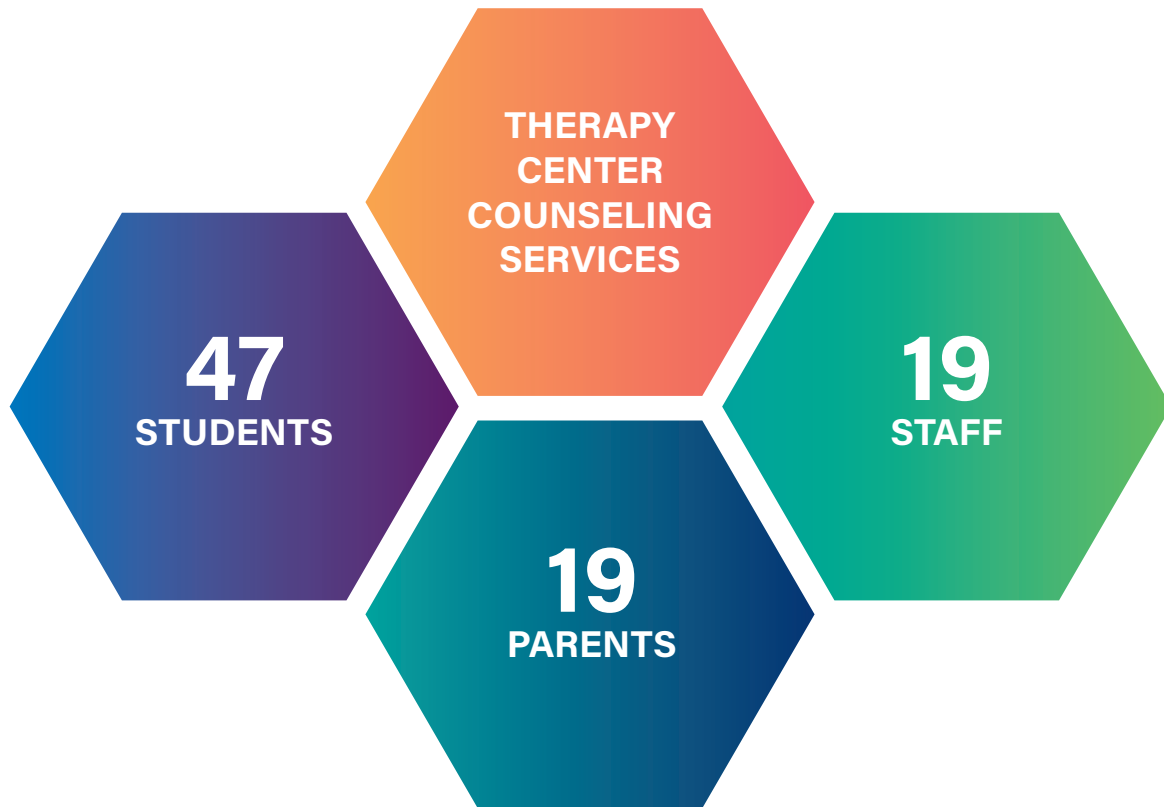 THERAPY
CENTER
COUNSELING
SERVICES
47
STUDENTS
19
STAFF
19
PARENTS